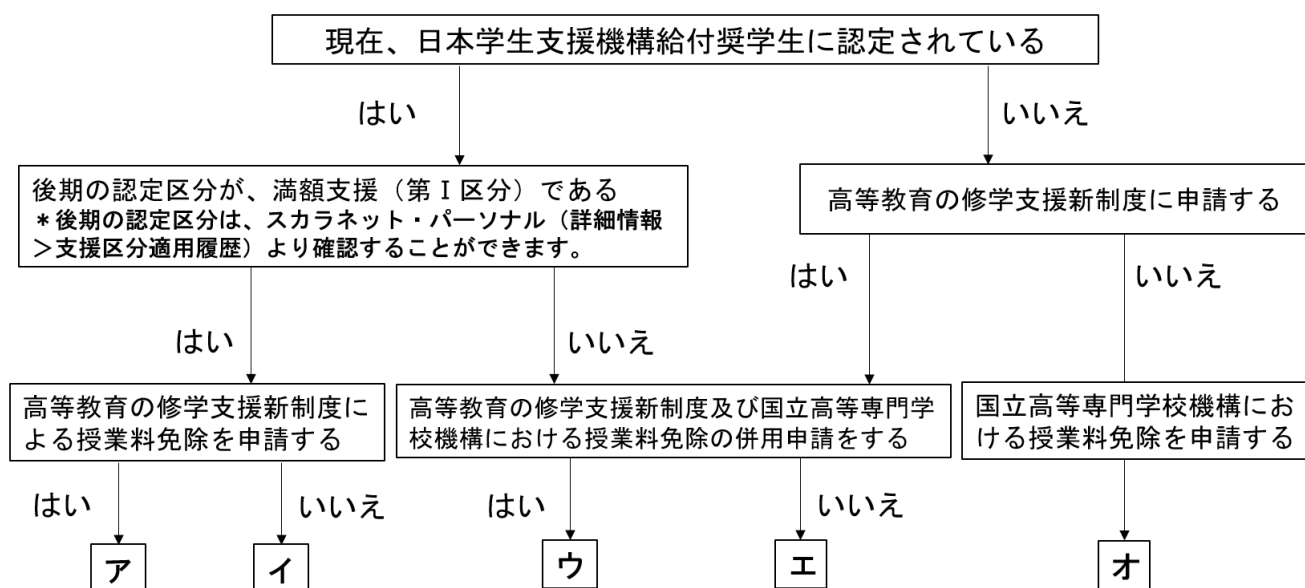 現在、日本学生支援機構給付奨学生に認定されている
はい
いいえ
後期の認定区分が、満額支援（第Ⅰ区分）である
＊後期の認定区分は、スカラネット・パーソナル（詳細情報
＞支援区分適用履歴）より確認することができます。
高等教育の修学支援新制度に申請する
はい
いいえ
はい
いいえ
高等教育の修学支援新制度に
よる授業料免除を申請する
高等教育の修学支援新制度及び国立高等専門学
校機構における授業料免除の併用申請をする
国立高等専門学校機構にお
ける授業料免除を申請する
はい
いいえ
はい
いいえ
ア
イ
ウ
エ
オ